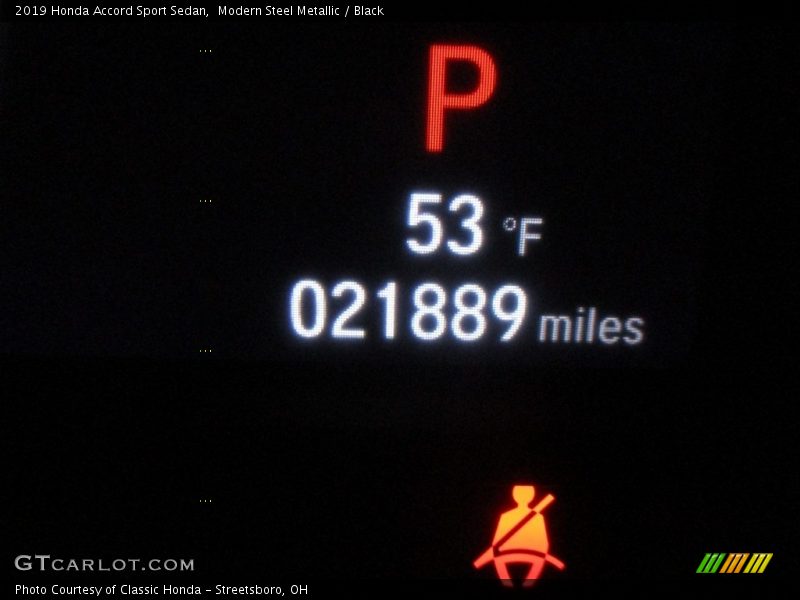 2019 Honda Accord Sport Sedan,  Modern Steel Metallic / Black
P
53 °F
021889 miles
GTCARLOT.COM
Photo Courtesy of Classic Honda - Streetsboro, OH